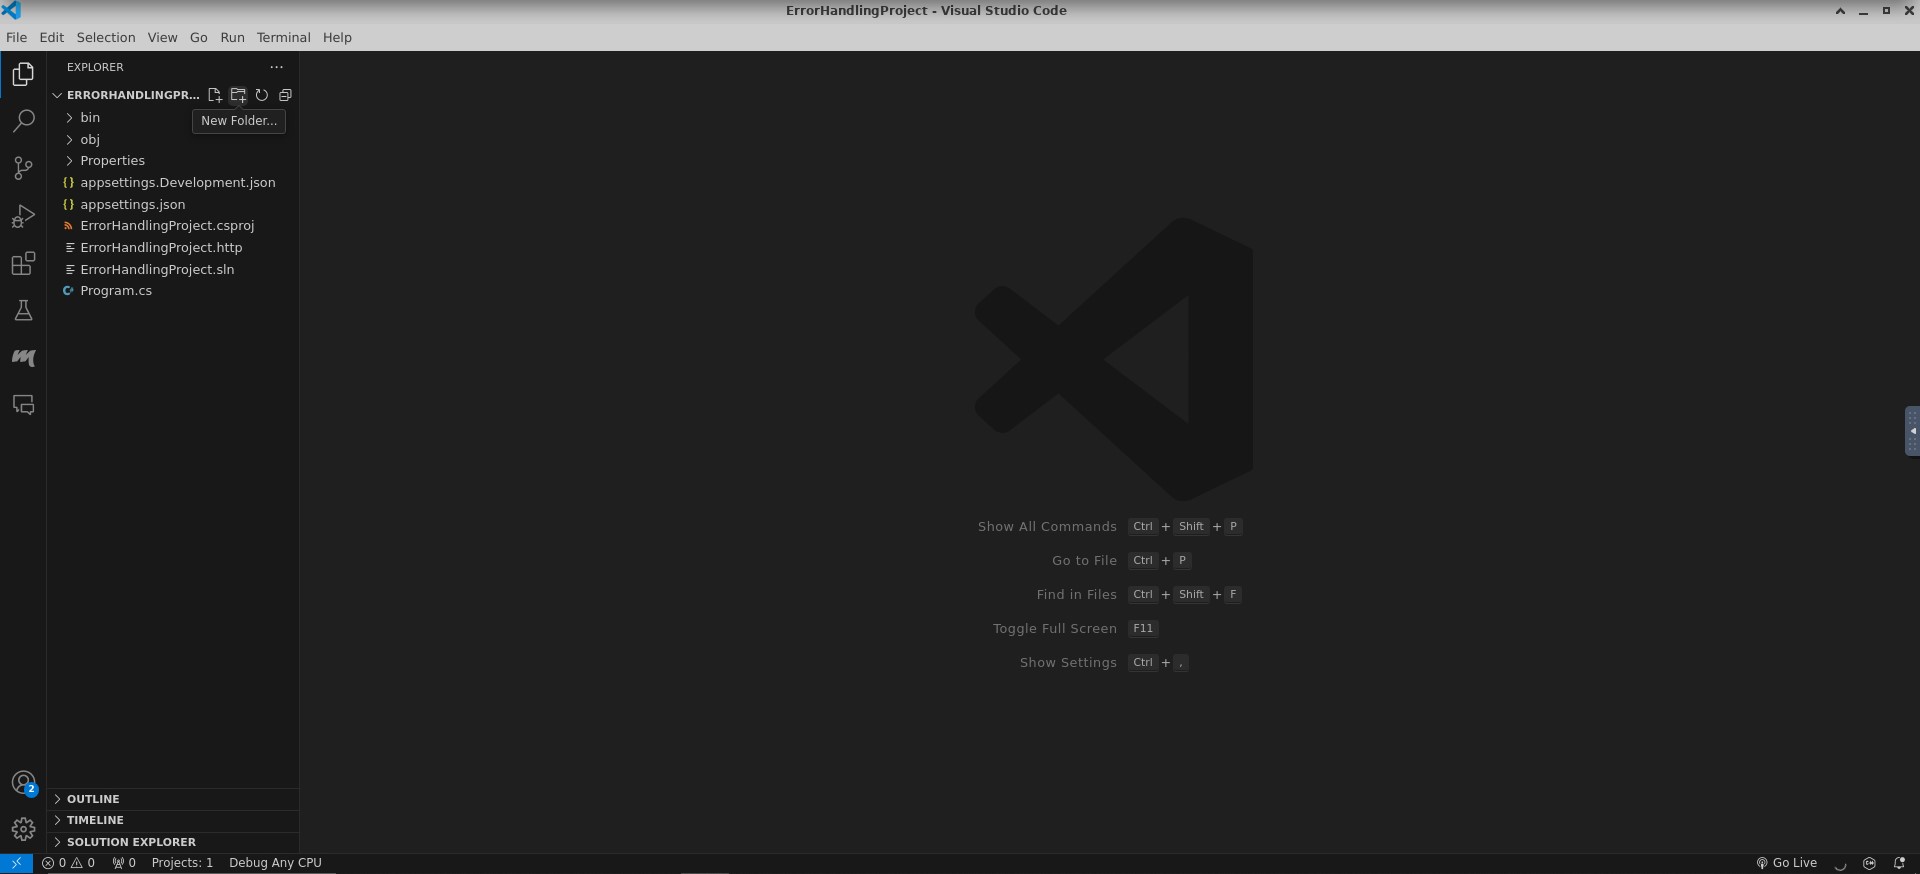 ErrorHandlingProject - Visual Studio Code
File Edit Selection View Go Run Terminal Help
EXPLORER
ERRORHANDLINGPR...
bin
New Folder...
obj
Properties
appsettings.Development.json
appsettings.json
ErrorHandlingProject.csproj
ErrorHandlingProject.http
ErrorHandlingProject.sln
Program.cs
Show All Commands Ctrl + Shift + P
Go to File Ctrl + P
Find in Files Ctrl + Shift + F
Toggle Full Screen F11
Show Settings Ctrl + ,
2
OUTLINE
TIMELINE
SOLUTION EXPLORER
0 0 0 Projects: 1 Debug Any CPU Go Live